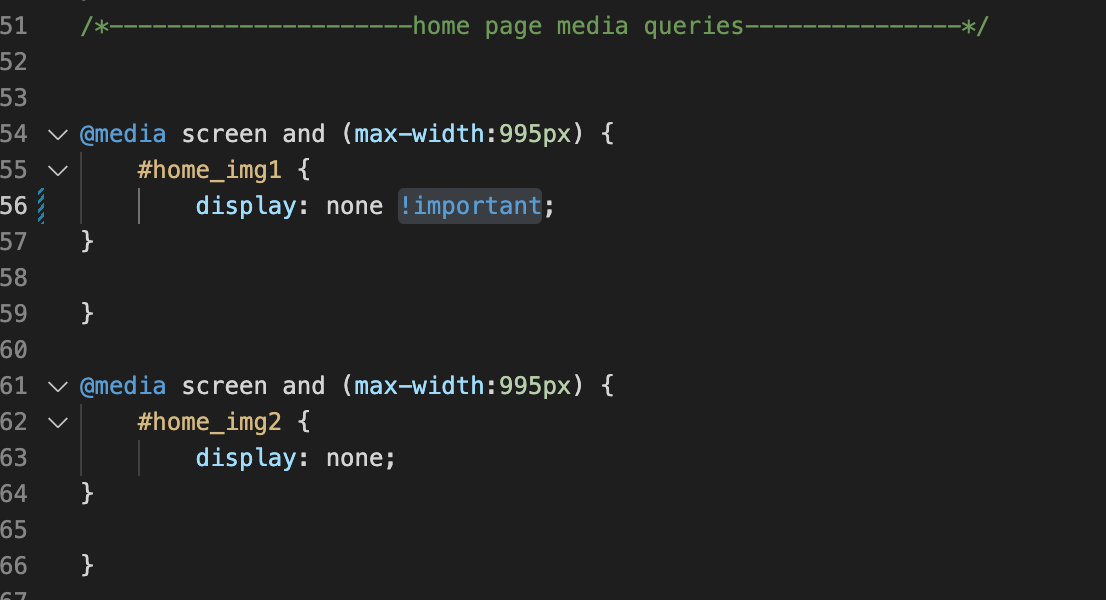 51 /*---------------------home page media queries---------------*/
52
53
54 @media screen and (max-width:995px) {
55 #home_img1 {
56 display: none !important;
57 }
58
59 }
60
61 @media screen and (max-width:995px) {
62 #home_img2 {
63 display: none;
64 }
65
66 }
67